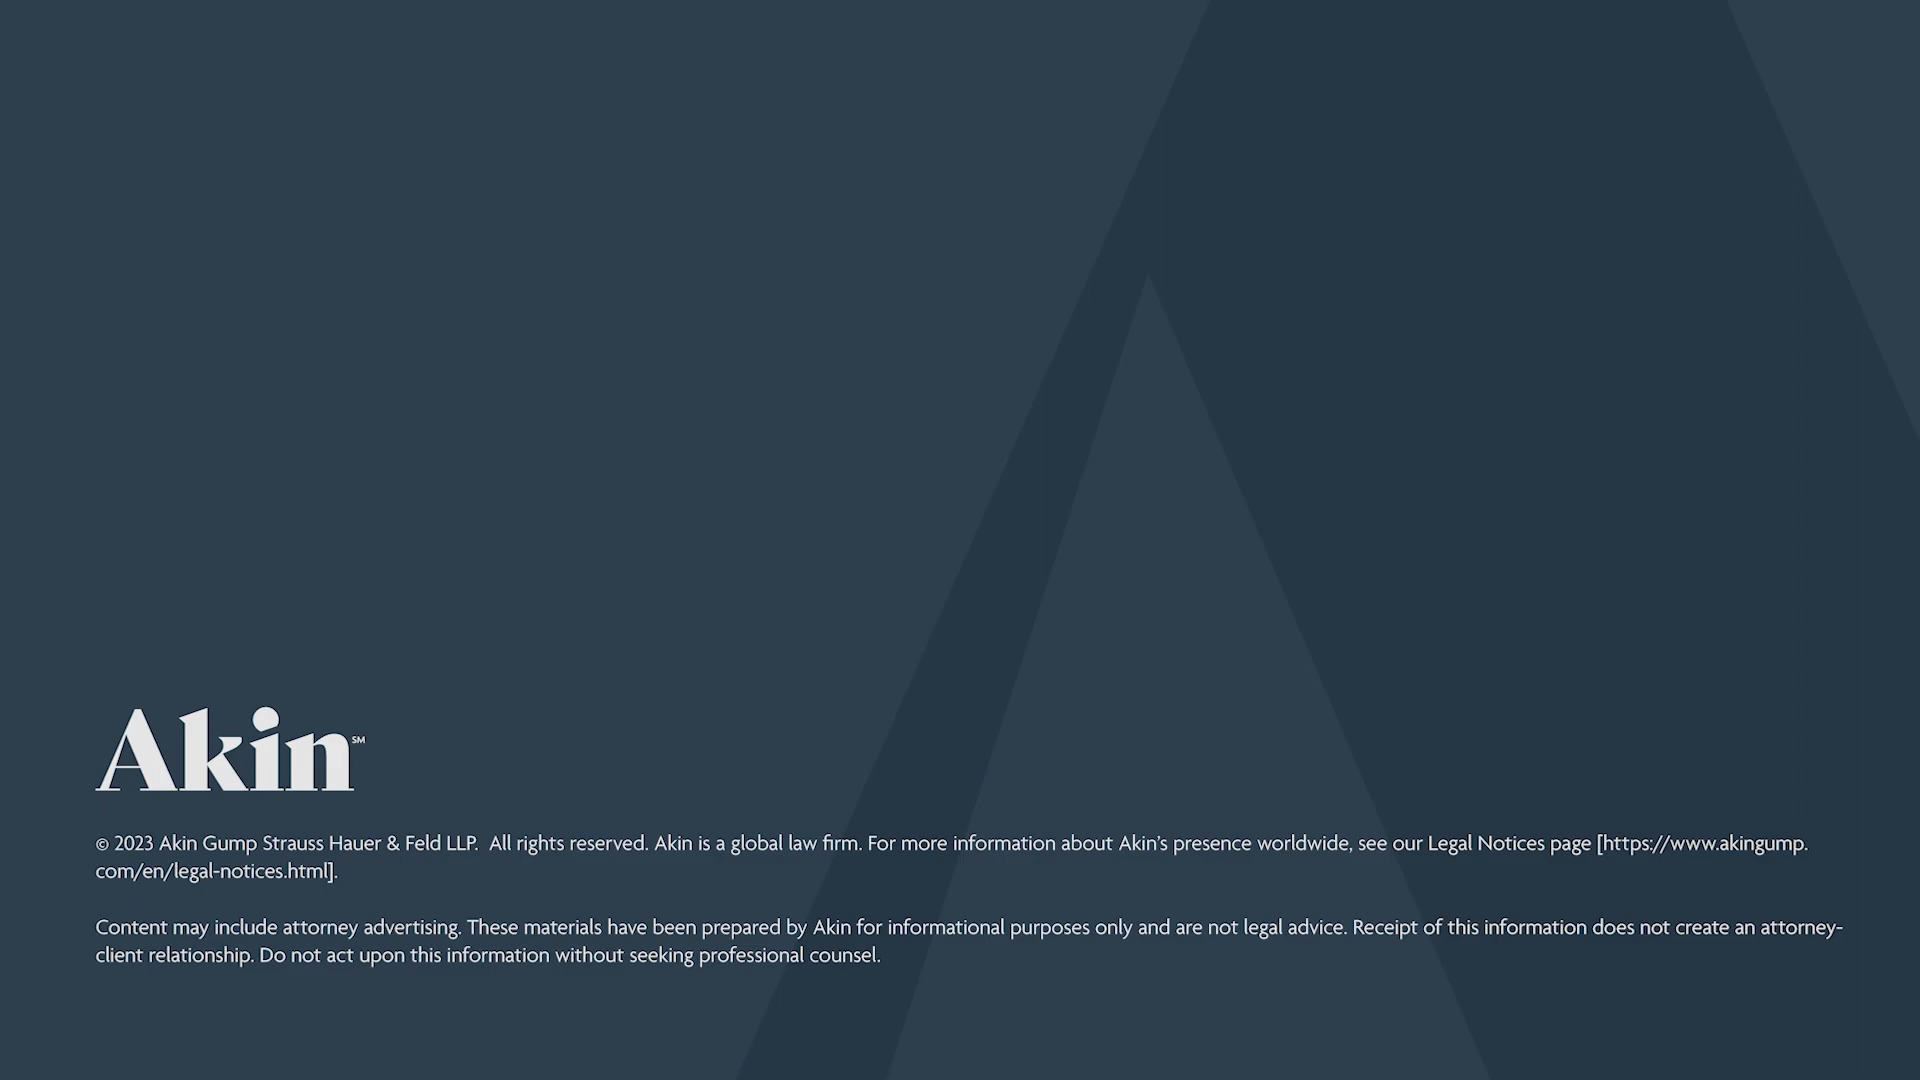 Akin℠
© 2023 Akin Gump Strauss Hauer & Feld LLP.  All rights reserved. Akin is a global law firm. For more information about Akin’s presence worldwide, see our Legal Notices page [https://www.akingump.
com/en/legal-notices.html].
Content may include attorney advertising. These materials have been prepared by Akin for informational purposes only and are not legal advice. Receipt of this information does not create an attorney-
client relationship. Do not act upon this information without seeking professional counsel.